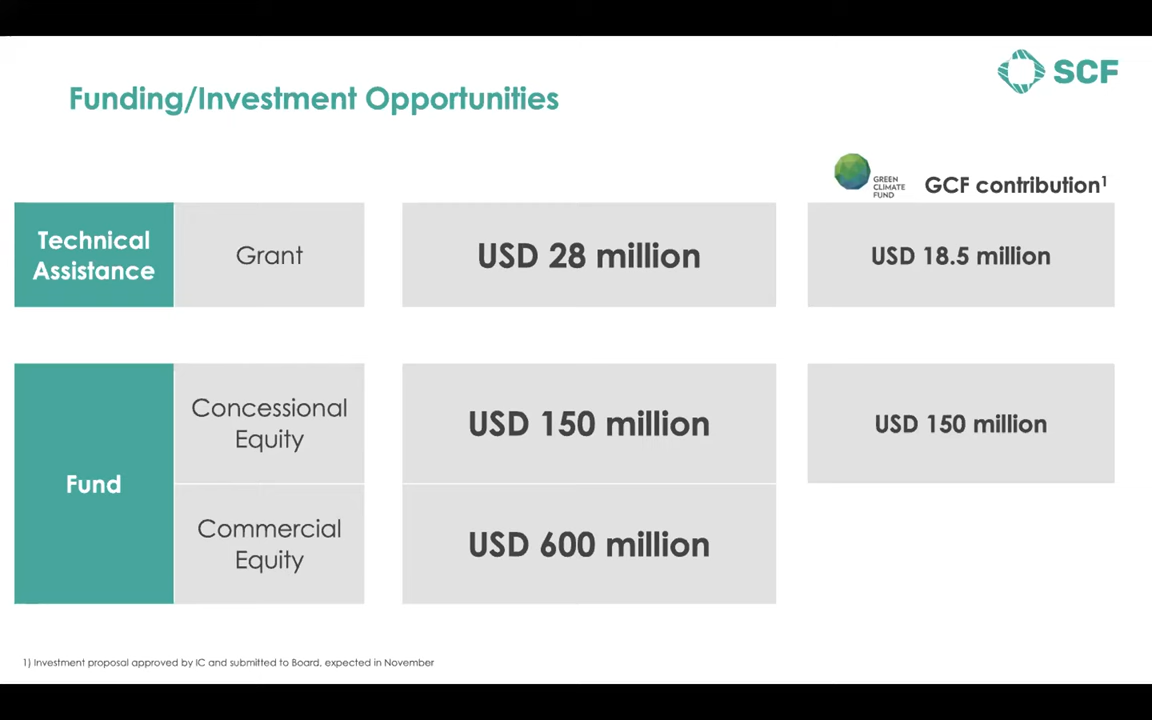 SCF
Funding/Investment Opportunities
GREEN
CLIMATE
FUND
GCF contribution¹
Technical
Assistance
Grant
USD 28 million
USD 18.5 million
Fund
Concessional
Equity
USD 150 million
USD 150 million
Commercial
Equity
USD 600 million
1) Investment proposal approved by IC and submitted to Board, expected in November